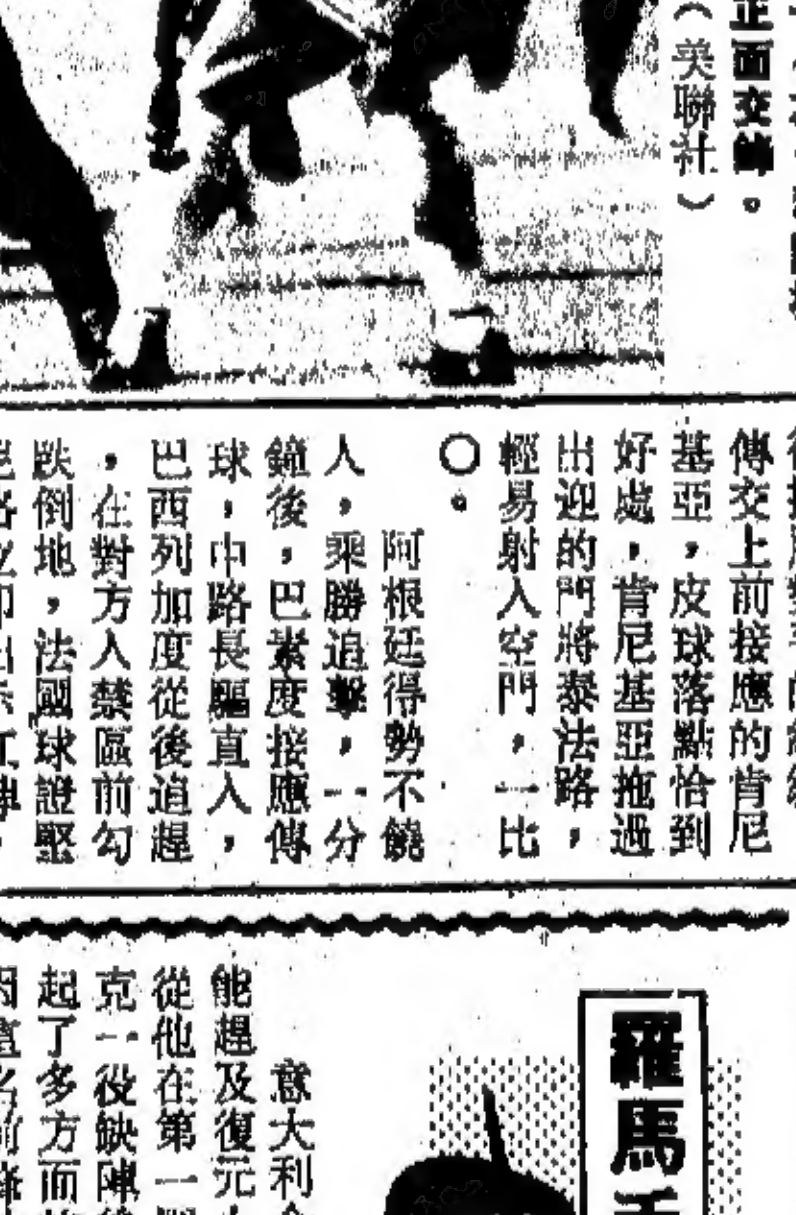 正面交鋒。
（美聯社）
傳交上前接應的肯尼
基亞，皮球落點恰到
好處，肯尼基亞拖過
出迎的門將泰法路，
輕易射入空門，一比
〇。
阿根廷得勢不饒
人，乘勝追擊，一分
鐘後，巴素度接應傳
球，中路長驅直入，
巴西列加度從後追趕
，在對方人禁區前勾
跌倒地，法國球證堅
羅馬
意大利
能趕及復元
從他在第一
克一役缺陣
起了多方面